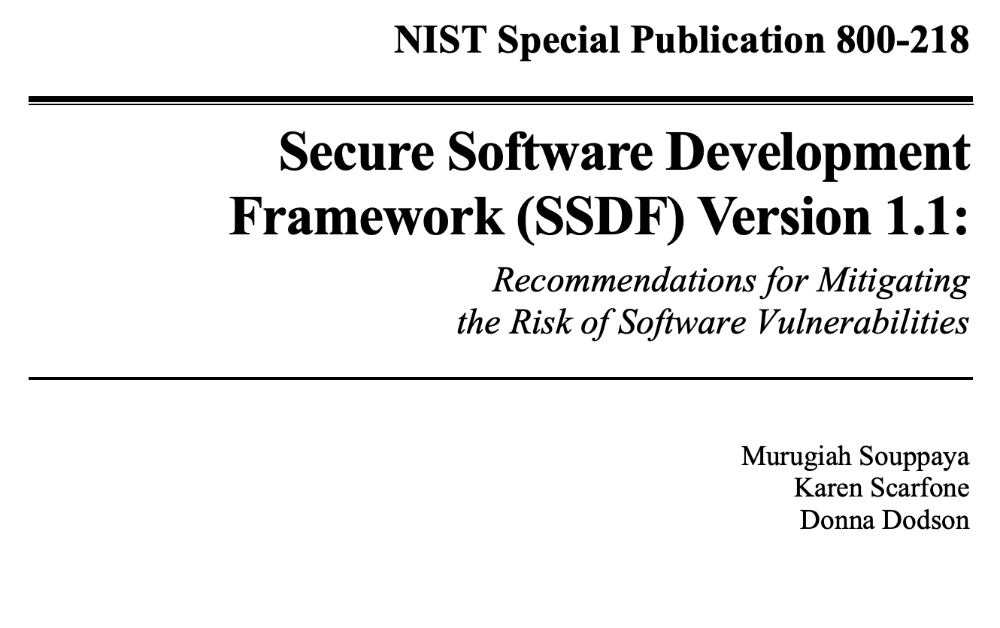 NIST Special Publication 800-218
Secure Software Development
Framework (SSDF) Version 1.1:
Recommendations for Mitigating
the Risk of Software Vulnerabilities
Murugiah Souppaya
Karen Scarfone
Donna Dodson